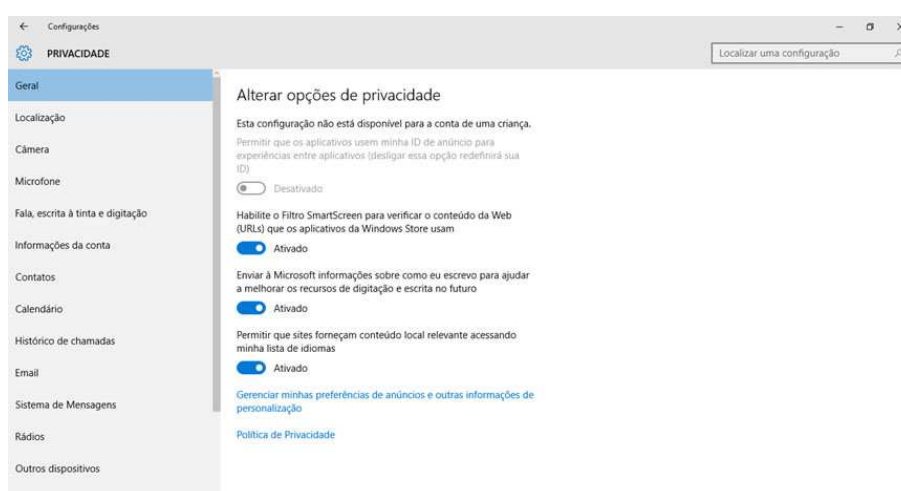 Configurações
PRIVACIDADE
Localizar uma configuração
Geral
Localização
Câmera
Microfone
Fala, escrita à tinta e digitação
Informações da conta
Contatos
Calendário
Histórico de chamadas
Email
Sistema de Mensagens
Rádios
Outros dispositivos
Alterar opções de privacidade
Esta configuração não está disponível para a conta de uma criança.
Permitir que os aplicativos usem minha ID de anúncio para
experiências entre aplicativos (desligar essa opção redefinirá sua
ID)
Desativado
Habilite o Filtro SmartScreen para verificar o conteúdo da Web
(URLs) que os aplicativos da Windows Store usam
Ativado
Enviar à Microsoft informações sobre como eu escrevo para ajudar
a melhorar os recursos de digitação e escrita no futuro
Ativado
Permitir que sites forneçam conteúdo local relevante acessando
minha lista de idiomas
Ativado
Gerenciar minhas preferências de anúncios e outras informações de
personalização
Política de Privacidade